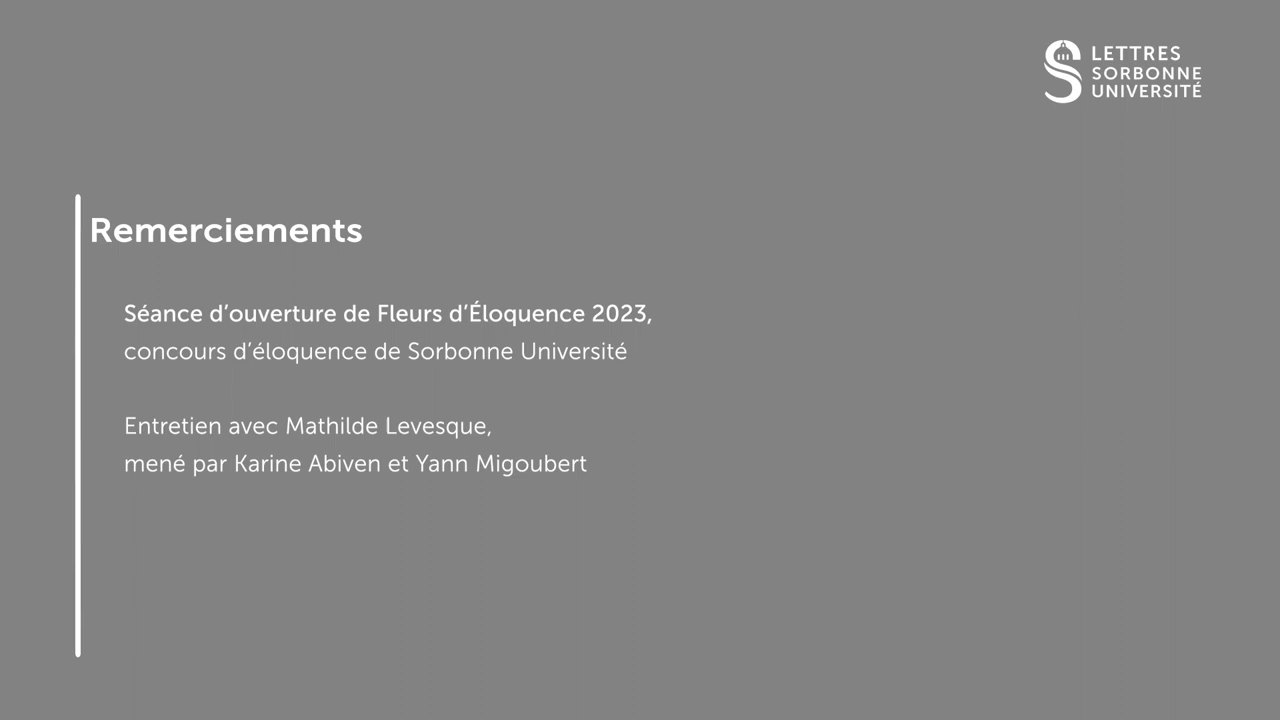 LETTRES
SORBONNE
UNIVERSITÉ
Remerciements
Séance d’ouverture de Fleurs d’Éloquence 2023,
concours d’éloquence de Sorbonne Université
Entretien avec Mathilde Levesque,
mené par Karine Abiven et Yann Migoubert